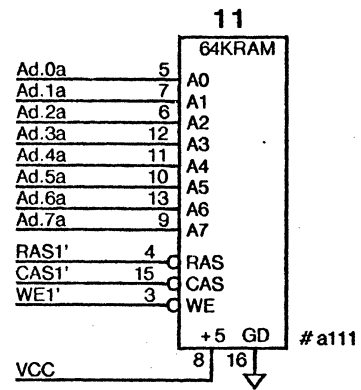 11
64KRAM
Ad.0a 5 A0
Ad.1a 7 A1
Ad.2a 6 A2
Ad.3a 12 A3
Ad.4a 11 A4
Ad.5a 10 A5
Ad.6a 13 A6
Ad.7a 9 A7
RAS1' 4 RAS
CAS1' 15 CAS
WE1' 3 WE
+5 GD #a111
VCC 8 16